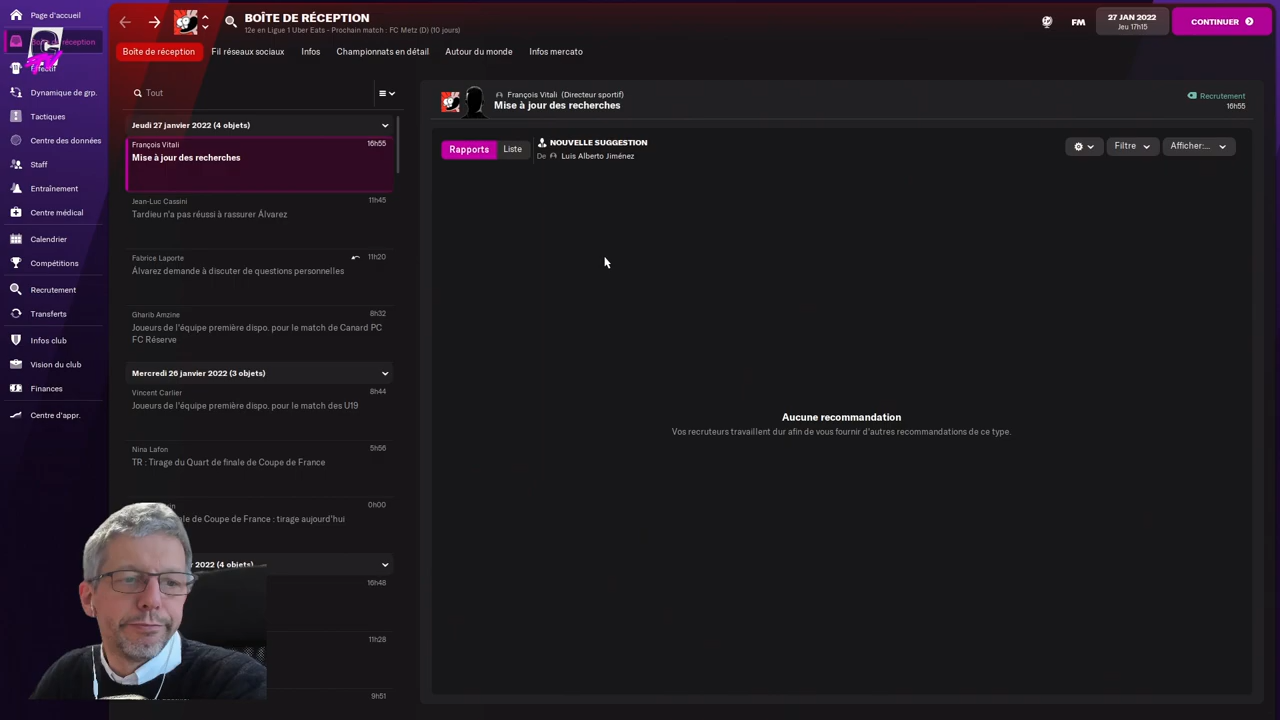 Page d'accueil
Effectif
Dynamique de grp.
Tactiques
Centre des données
Staff
Entraînement
Centre médical
Calendrier
Compétitions
Recrutement
Transferts
Infos club
Vision du club
Finances
Centre d'appr.
BOÎTE DE RÉCEPTION
12e en Ligue 1 Uber Eats - Prochain match : FC Metz (D) (10 jours)
FM
27 JAN 2022
Jeu 17h15
CONTINUER
Boîte de réception
Fil réseaux sociaux
Infos
Championnats en détail
Autour du monde
Infos mercato
Tout
Jeudi 27 janvier 2022 (4 objets)
François Vitali 16h55
Mise à jour des recherches
Jean-Luc Cassini 11h45
Tardieu n'a pas réussi à rassurer Álvarez
Fabrice Laporte 11h20
Álvarez demande à discuter de questions personnelles
Gharib Amzine 8h32
Joueurs de l'équipe première dispo. pour le match de Canard PC
FC Réserve
Mercredi 26 janvier 2022 (3 objets)
Vincent Carlier 8h44
Joueurs de l'équipe première dispo. pour le match des U19
Nina Lafon 5h56
TR : Tirage du Quart de finale de Coupe de France
0h00
de Coupe de France : tirage aujourd'hui
2022 (4 objets)
16h48
11h28
9h51
François Vitali (Directeur sportif)
Mise à jour des recherches
Recrutement
16h55
Rapports
Liste
NOUVELLE SUGGESTION
De Luis Alberto Jiménez
Filtre
Afficher:...
Aucune recommandation
Vos recruteurs travaillent dur afin de vous fournir d'autres recommandations de ce type.